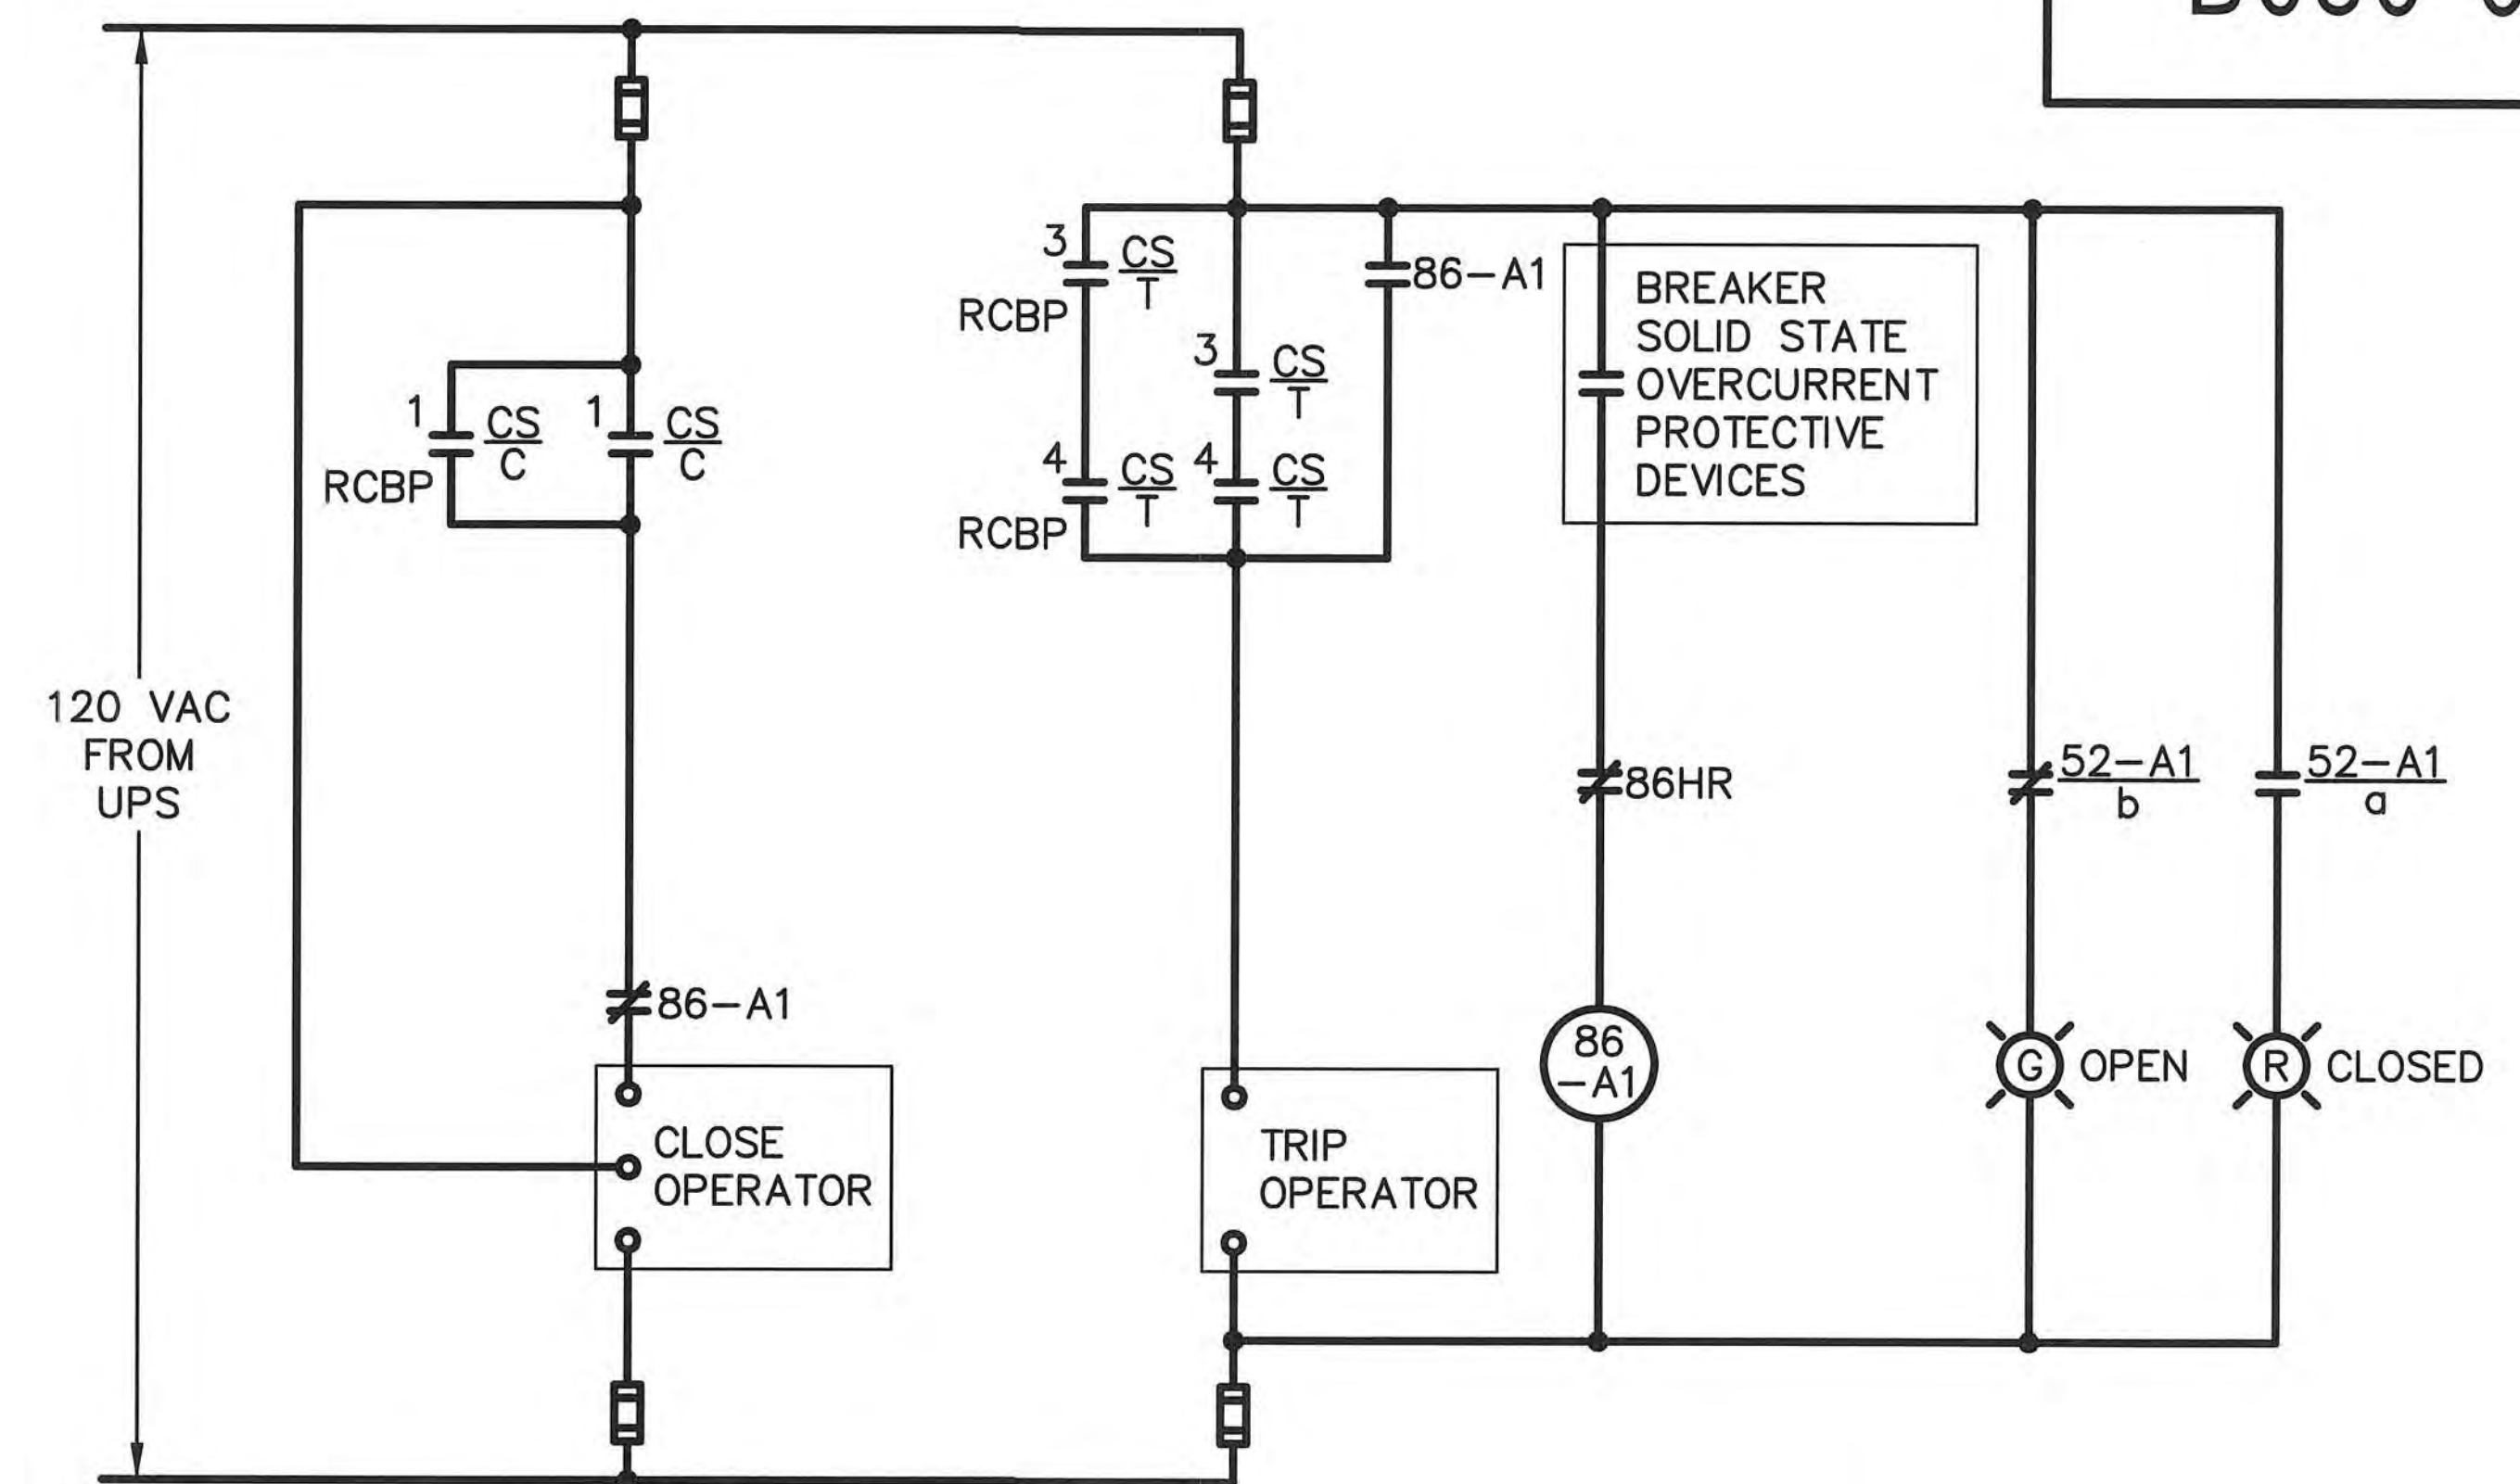 3
CS
T
RCBP
86-A1
BREAKER
SOLID STATE
OVERCURRENT
PROTECTIVE
DEVICES
3
CS
T
1
CS
C
RCBP
1
CS
C
4
CS
T
RCBP
4
CS
T
120 VAC
FROM
UPS
86HR
52-A1
b
52-A1
a
86-A1
CLOSE
OPERATOR
TRIP
OPERATOR
86
-A1
G
OPEN
R
CLOSED